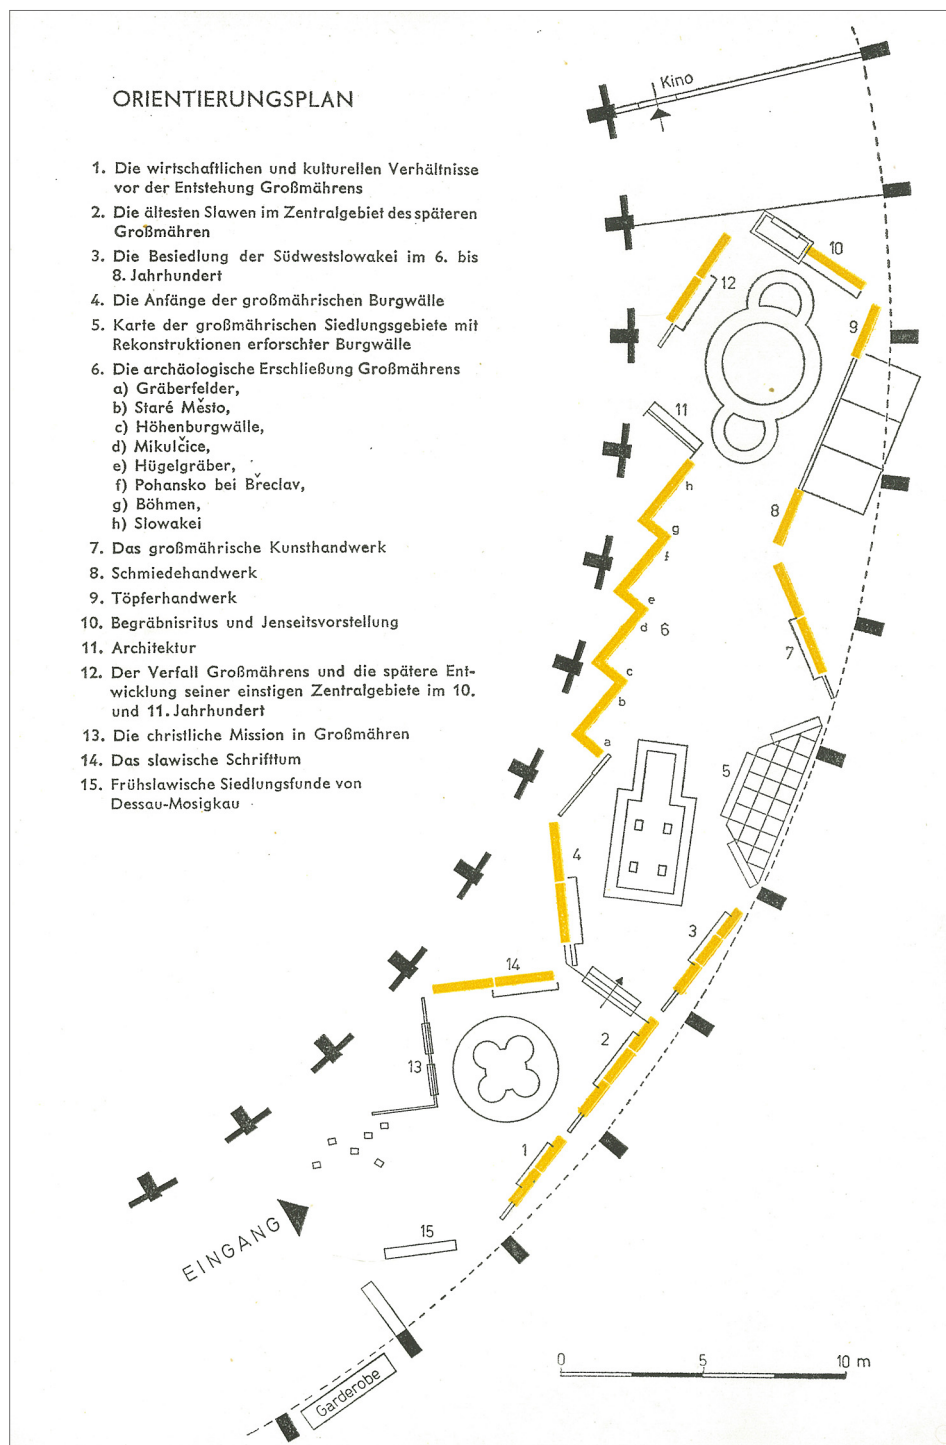 ORIENTIERUNGSPLAN
1. Die wirtschaftlichen und kulturellen Verhältnisse
vor der Entstehung Großmährens
2. Die ältesten Slawen im Zentralgebiet des späteren
Großmähren
3. Die Besiedlung der Südwestslowakei im 6. bis
8. Jahrhundert
4. Die Anfänge der großmährischen Burgwälle
5. Karte der großmährischen Siedlungsgebiete mit
Rekonstruktionen erforschter Burgwälle
6. Die archäologische Erschließung Großmährens
a) Gräberfelder,
b) Staré Město,
c) Höhenburgwälle,
d) Mikulčice,
e) Hügelgräber,
f) Pohansko bei Břeclav,
g) Böhmen,
h) Slowakei
7. Das großmährische Kunsthandwerk
8. Schmiedehandwerk
9. Töpferhandwerk
10. Begräbnisritus und Jenseitsvorstellung
11. Architektur
12. Der Verfall Großmährens und die spätere Ent-
wicklung seiner einstigen Zentralgebiete im 10.
und 11. Jahrhundert
13. Die christliche Mission in Großmähren
14. Das slawische Schrifttum
15. Frühslawische Siedlungsfunde von
Dessau-Mosigkau
Kino
10
12
9
11
h
8
g
f
e
d 6
7
c
b
a
5
4
3
14
2
13
1
EINGANG
15
Garderobe
0 5 10 m